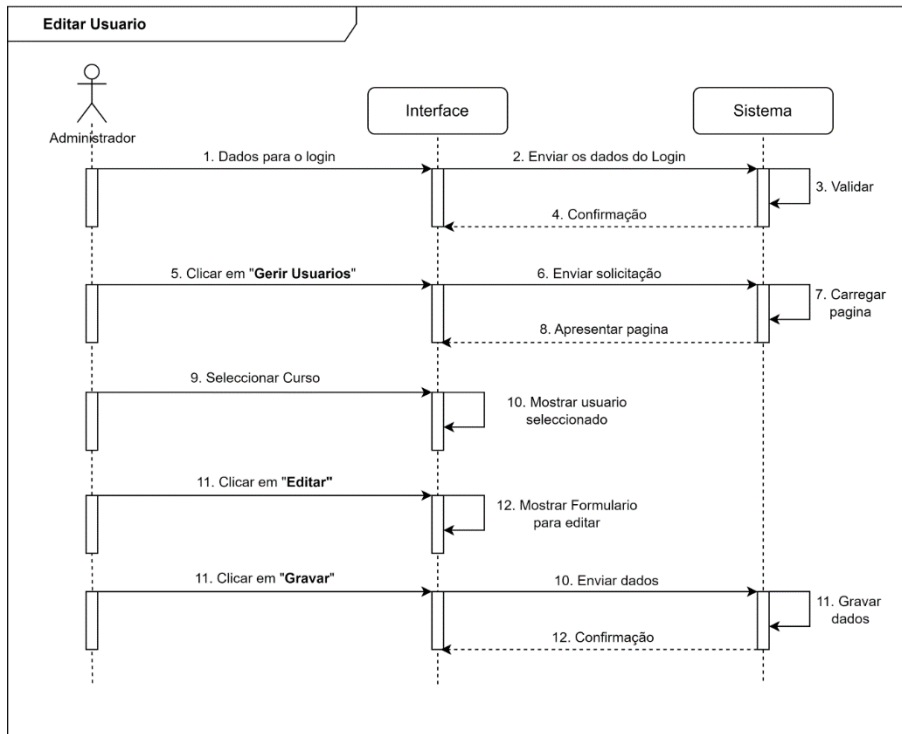 Editar Usuario
Administrador
Interface
Sistema
1. Dados para o login
2. Enviar os dados do Login
3. Validar
4. Confirmação
5. Clicar em "Gerir Usuarios"
6. Enviar solicitação
7. Carregar
pagina
8. Apresentar pagina
9. Seleccionar Curso
10. Mostrar usuario
seleccionado
11. Clicar em "Editar"
12. Mostrar Formulario
para editar
11. Clicar em "Gravar"
10. Enviar dados
11. Gravar
dados
12. Confirmação